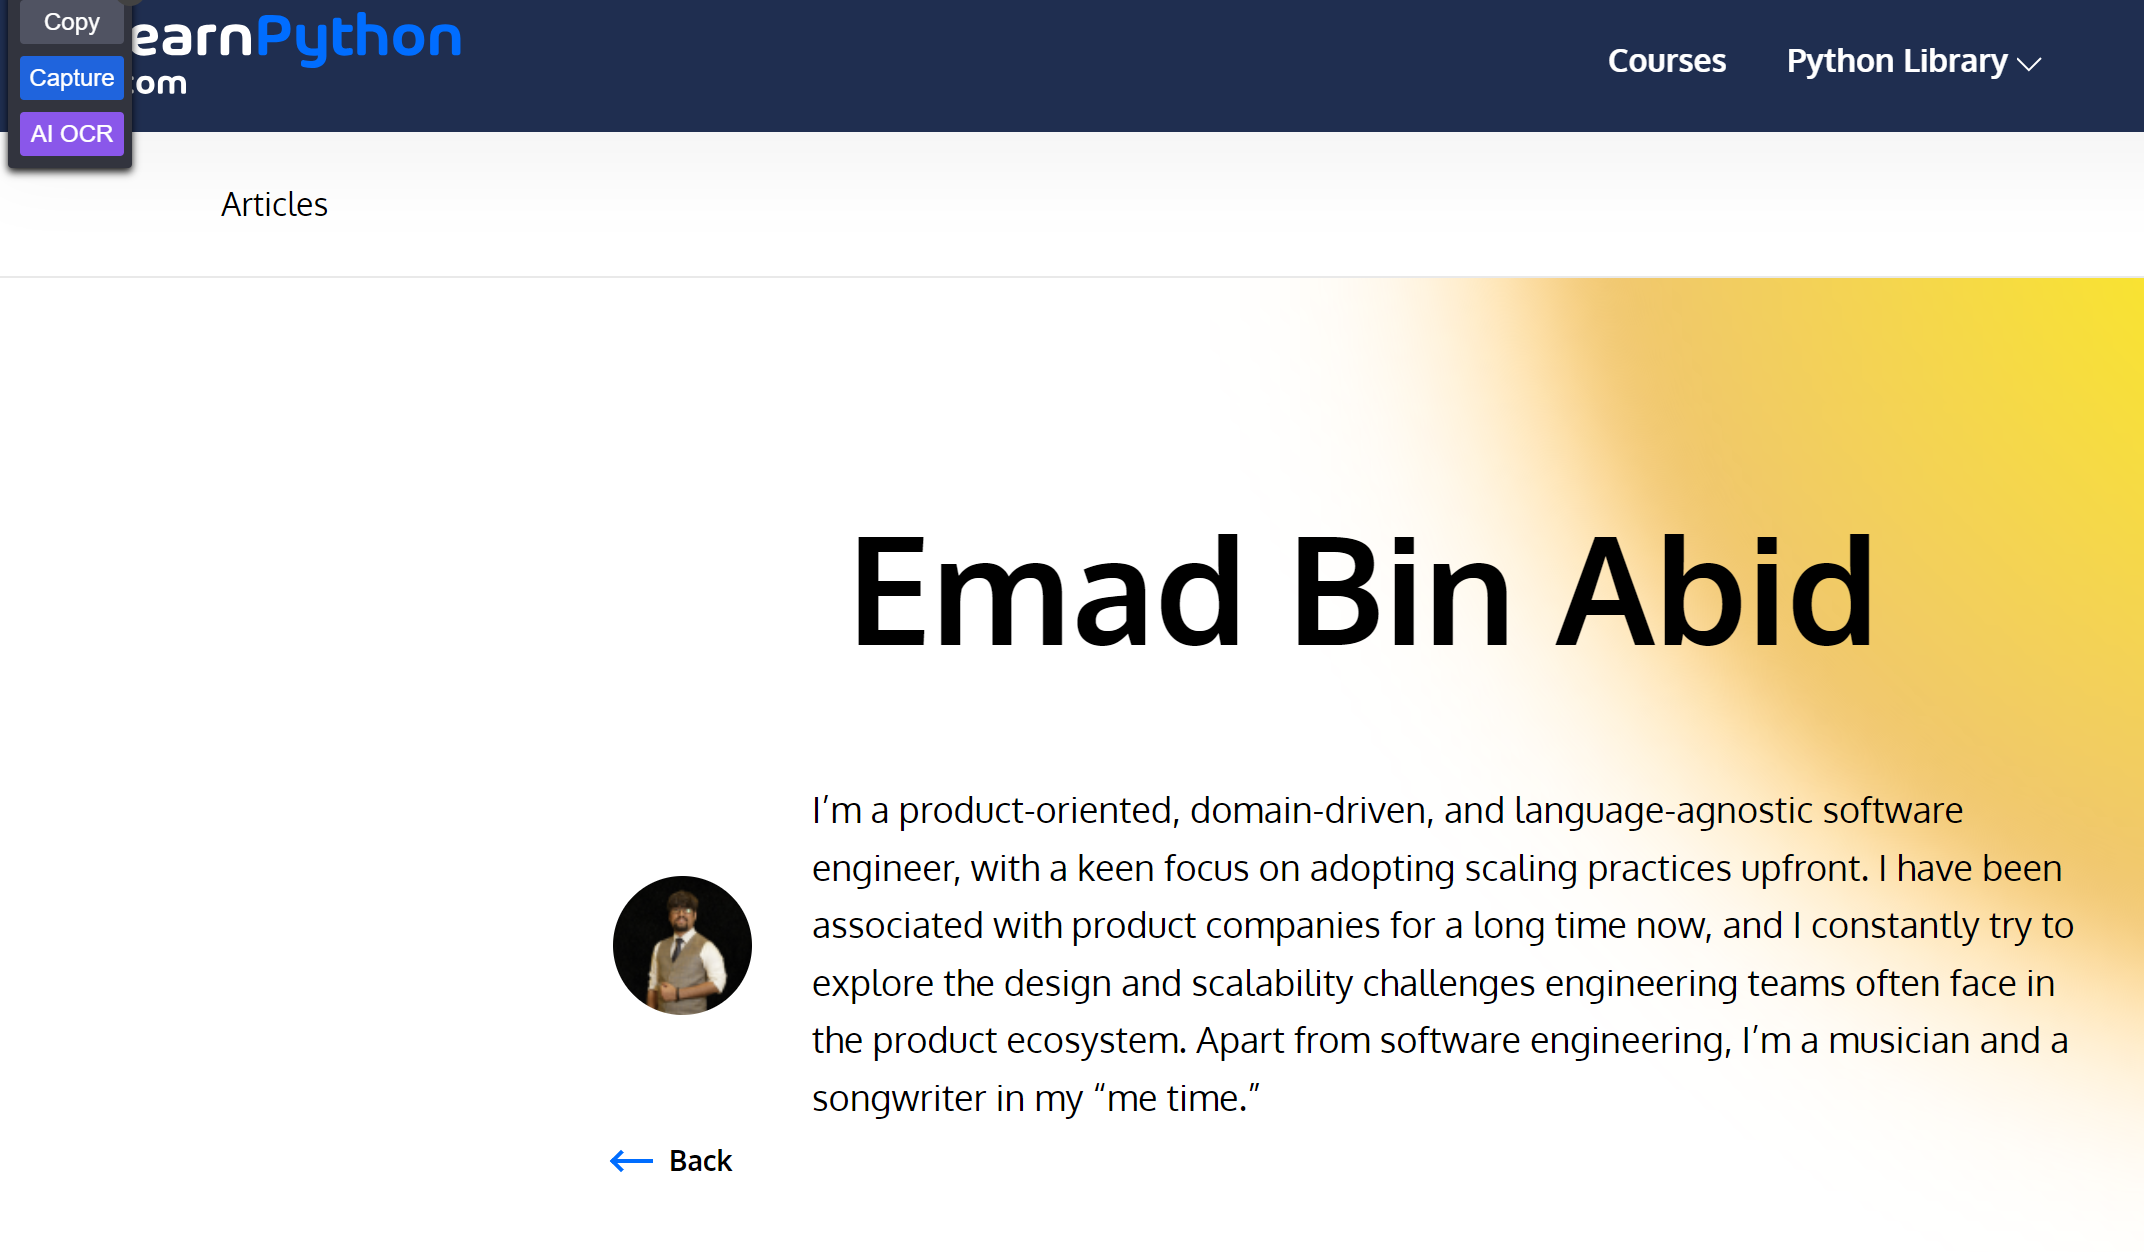 Copy
Capture
AI OCR
earnPython
com
Courses
Python Library
Articles
Emad Bin Abid
I’m a product-oriented, domain-driven, and language-agnostic software
engineer, with a keen focus on adopting scaling practices upfront. I have been
associated with product companies for a long time now, and I constantly try to
explore the design and scalability challenges engineering teams often face in
the product ecosystem. Apart from software engineering, I’m a musician and a
songwriter in my “me time.”
Back